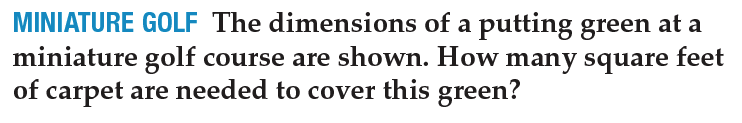 MINIATURE GOLF The dimensions of a putting green at a
miniature golf course are shown. How many square feet
of carpet are needed to cover this green?